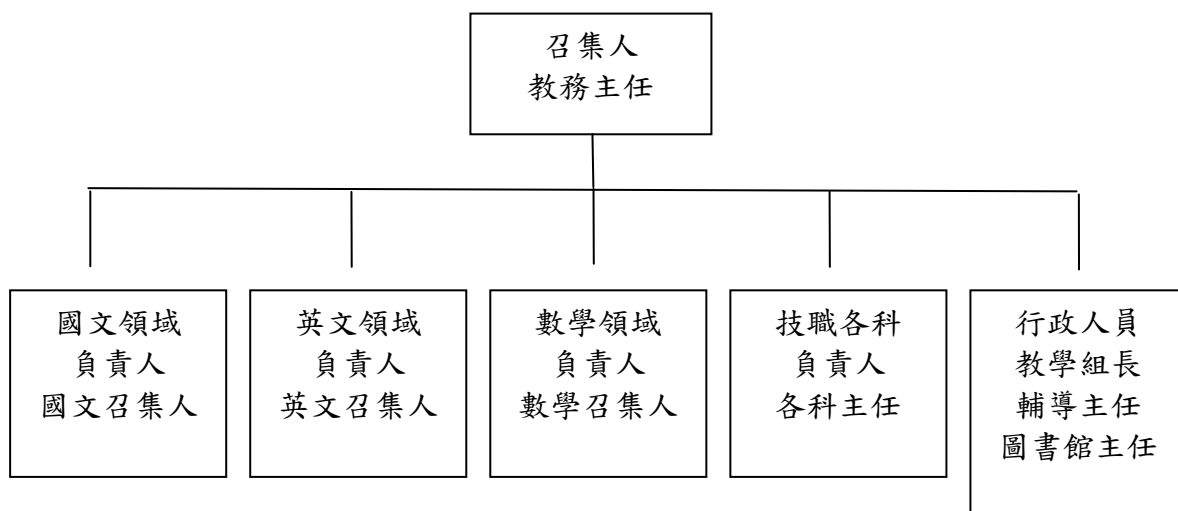 召集人
教務主任
國文領域
負責人
國文召集人
英文領域
負責人
英文召集人
數學領域
負責人
數學召集人
技職各科
負責人
各科主任
行政人員
教學組長
輔導主任
圖書館主任